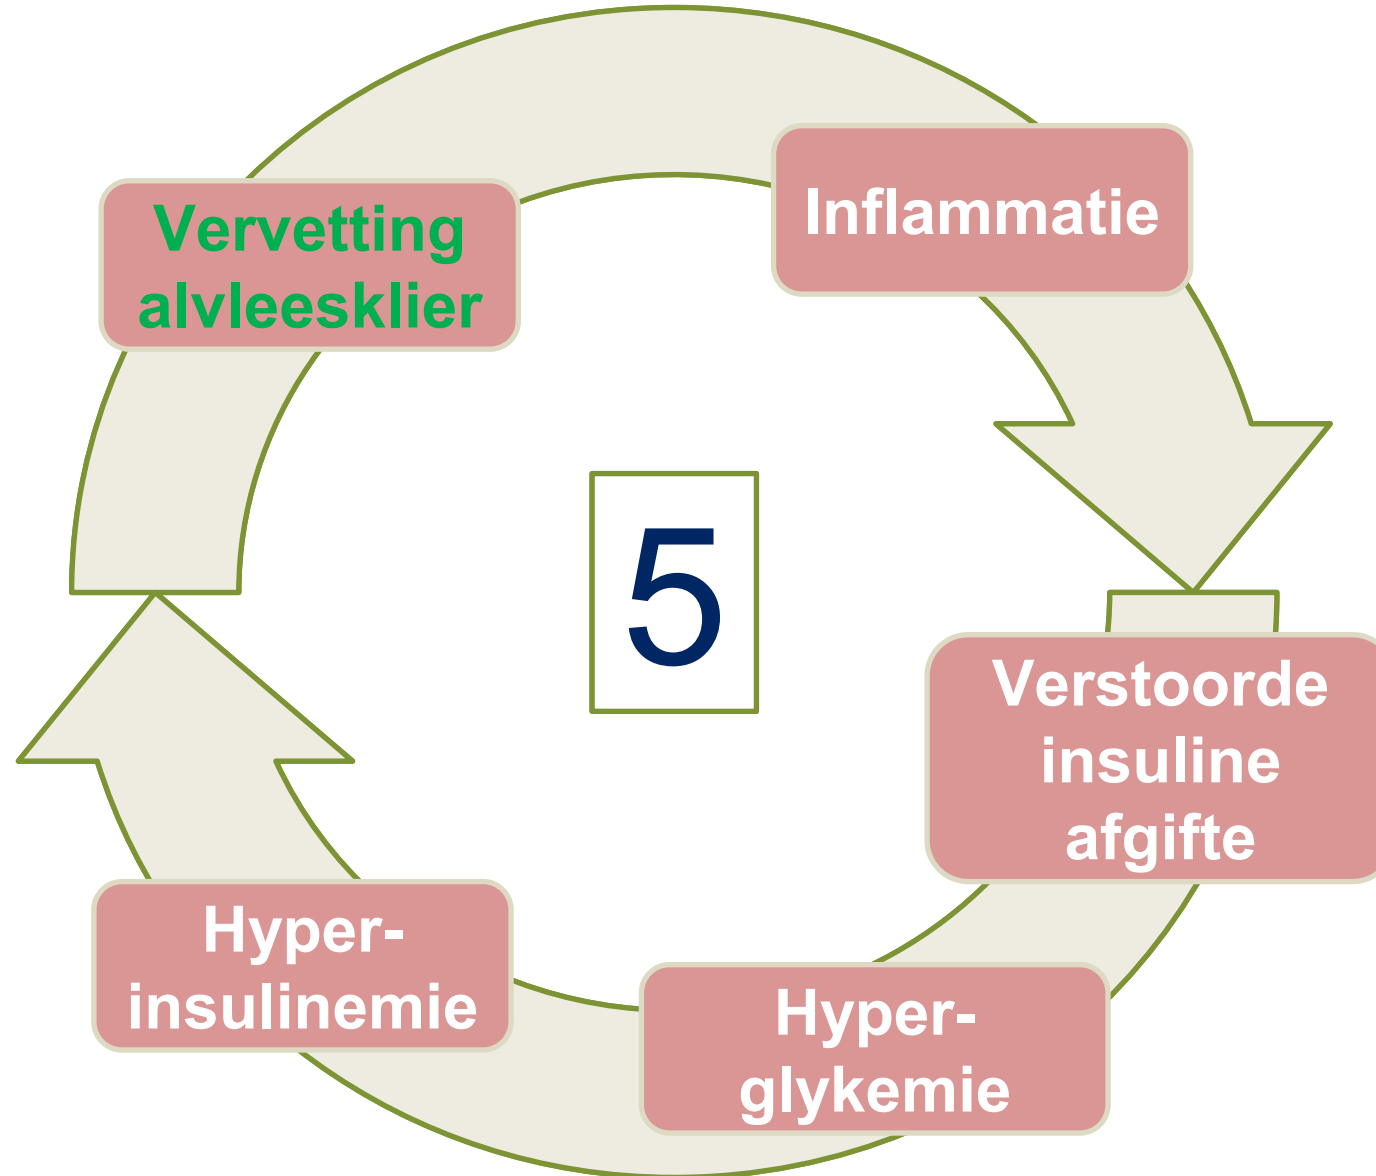 Vervetting
alvleesklier
Inflammatie
5
Verstoorde
insuline
afgifte
Hyper-
glykemie
Hyper-
insulinemie